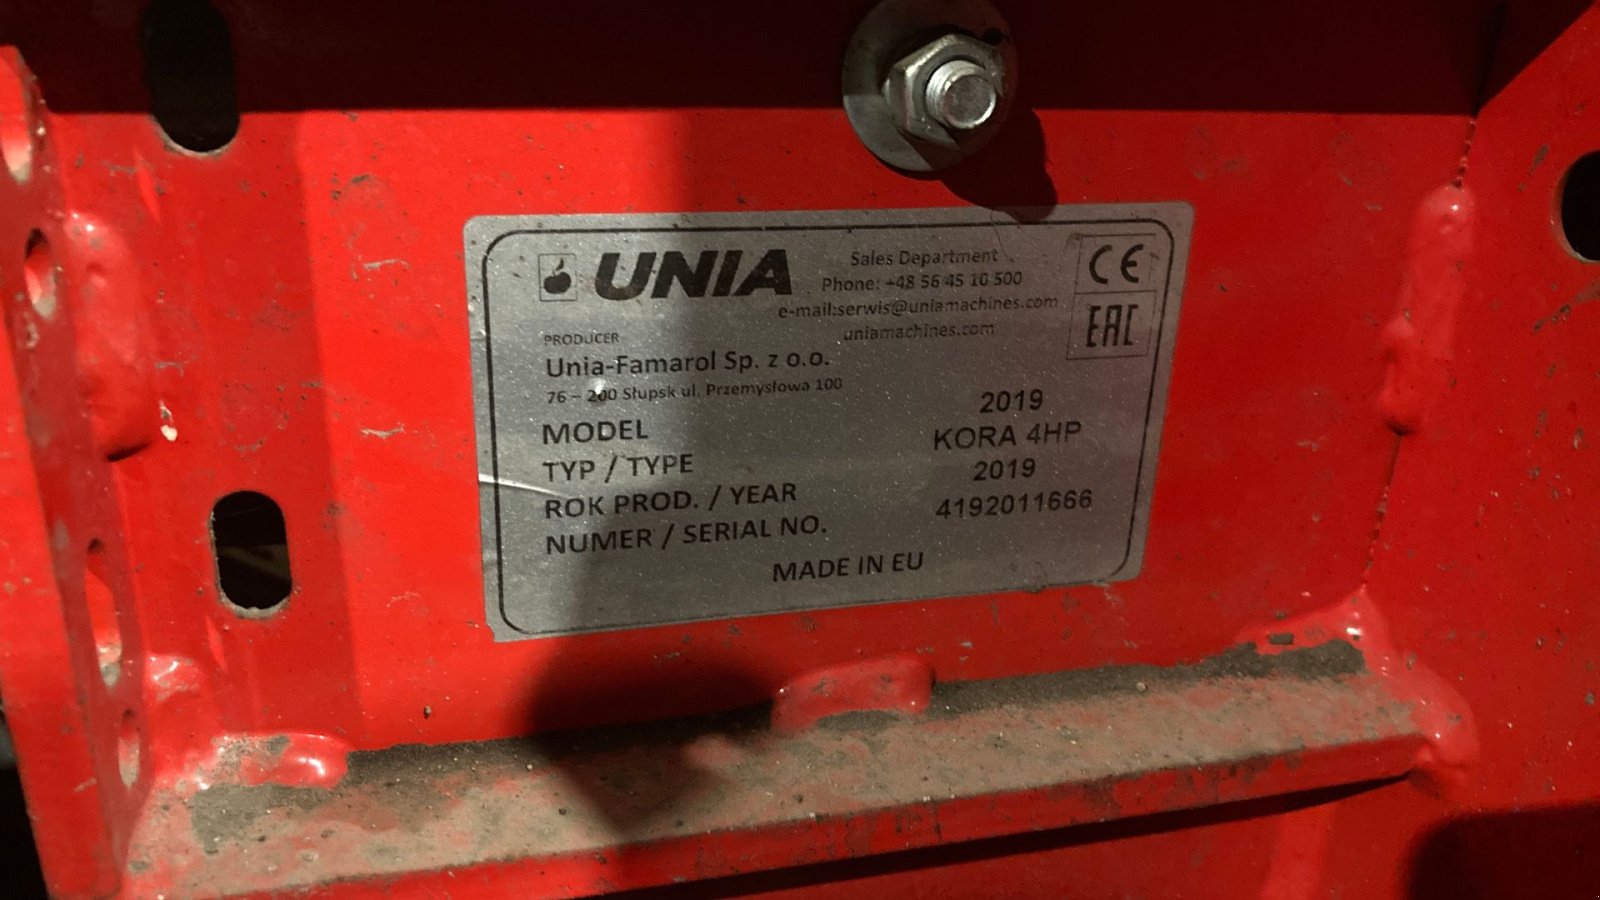 UNIA
Sales Department
Phone: +48 56 45 10 500
e-mail:serwis@uniamachines.com
uniamachines.com
CE
EAC
PRODUCER
Unia-Famarol Sp. z o.o.
76 – 200 Słupsk ul. Przemysłowa 100
MODEL 2019
TYP / TYPE KORA 4HP
ROK PROD. / YEAR 2019
NUMER / SERIAL NO. 4192011666
MADE IN EU